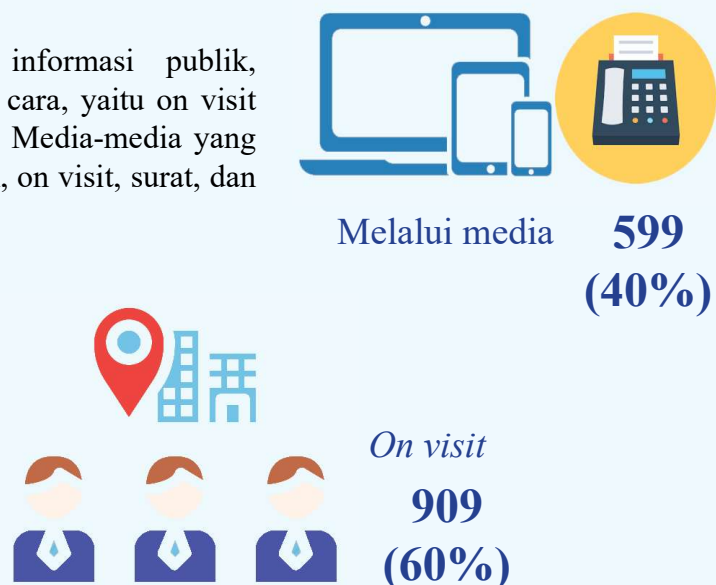 informasi publik,
cara, yaitu on visit
Media-media yang
, on visit, surat, dan
Melalui media
599
(40%)
On visit
909
(60%)